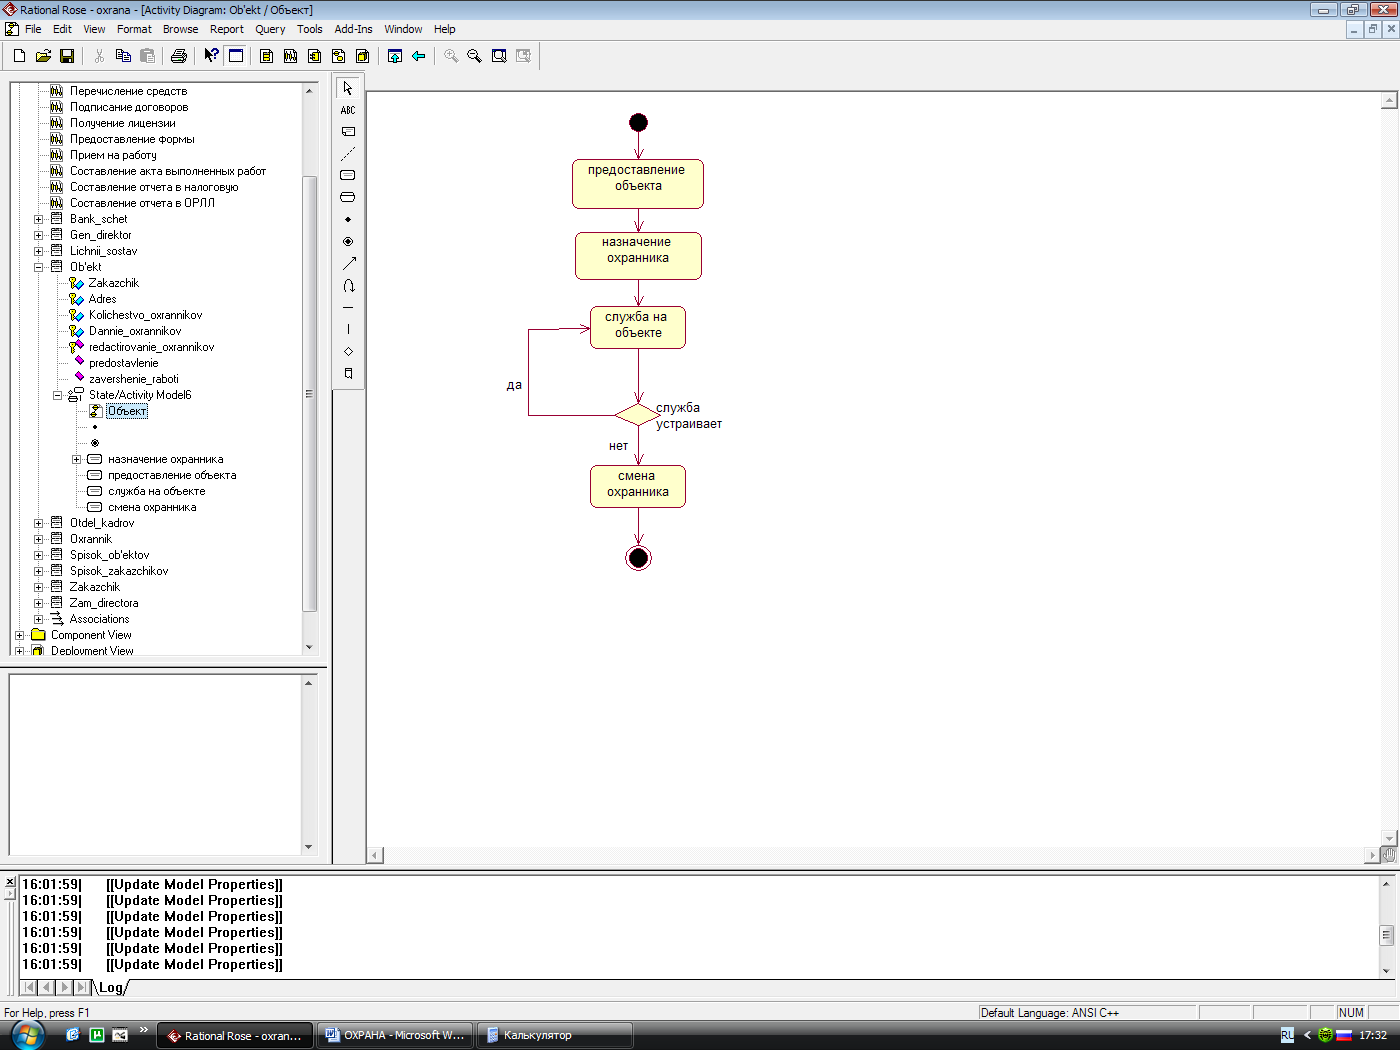 Rational Rose - oxrana - [Activity Diagram: Ob'ekt / Объект]
File Edit View Format Browse Report Query Tools Add-Ins Window Help
Перечисление средств
Подписание договоров
Получение лицензии
Предоставление формы
Прием на работу
Составление акта выполненных работ
Составление отчета в налоговую
Составление отчета в ОРЛЛ
Bank_schet
Gen_direktor
Lichnii_sostav
Ob'ekt
Zakazchik
Adres
Kolichestvo_oxrannikov
Dannie_oxrannikov
redactirovanie_oxrannikov
predostavlenie
zavershenie_raboti
State/Activity Model6
Объект
назначение охранника
предоставление объекта
служба на объекте
смена охранника
Otdel_kadrov
Oxrannik
Spisok_ob'ektov
Spisok_zakazchikov
Zakazchik
Zam_directora
Associations
Component View
Deployment View
ABC
предоставление
объекта
назначение
охранника
служба на
объекте
да
служба
устраивает
нет
смена
охранника
16:01:59| [[Update Model Properties]]
16:01:59| [[Update Model Properties]]
16:01:59| [[Update Model Properties]]
16:01:59| [[Update Model Properties]]
16:01:59| [[Update Model Properties]]
16:01:59| [[Update Model Properties]]
Log
For Help, press F1
Default Language: ANSI C++
NUM
Rational Rose - oxran...
ОХРАНА - Microsoft W...
Калькулятор
RL
17:32